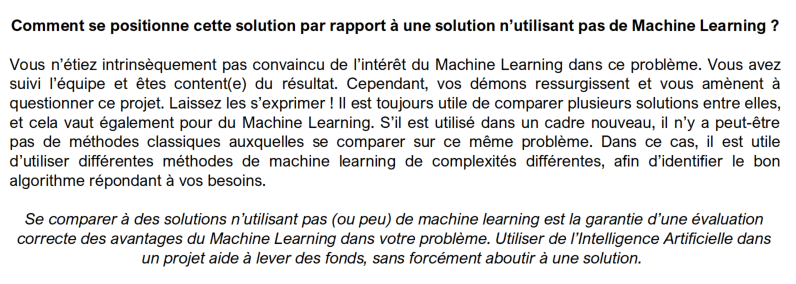 Comment se positionne cette solution par rapport à une solution n’utilisant pas de Machine Learning ?
Vous n’étiez intrinsèquement pas convaincu de l’intérêt du Machine Learning dans ce problème. Vous avez
suivi l’équipe et êtes content(e) du résultat. Cependant, vos démons ressurgissent et vous amènent à
questionner ce projet. Laissez les s’exprimer ! Il est toujours utile de comparer plusieurs solutions entre elles,
et cela vaut également pour du Machine Learning. S’il est utilisé dans un cadre nouveau, il n’y a peut-être
pas de méthodes classiques auxquelles se comparer sur ce même problème. Dans ce cas, il est utile
d’utiliser différentes méthodes de machine learning de complexités différentes, afin d’identifier le bon
algorithme répondant à vos besoins.
Se comparer à des solutions n’utilisant pas (ou peu) de machine learning est la garantie d’une évaluation
correcte des avantages du Machine Learning dans votre problème. Utiliser de l’Intelligence Artificielle dans
un projet aide à lever des fonds, sans forcément aboutir à une solution.